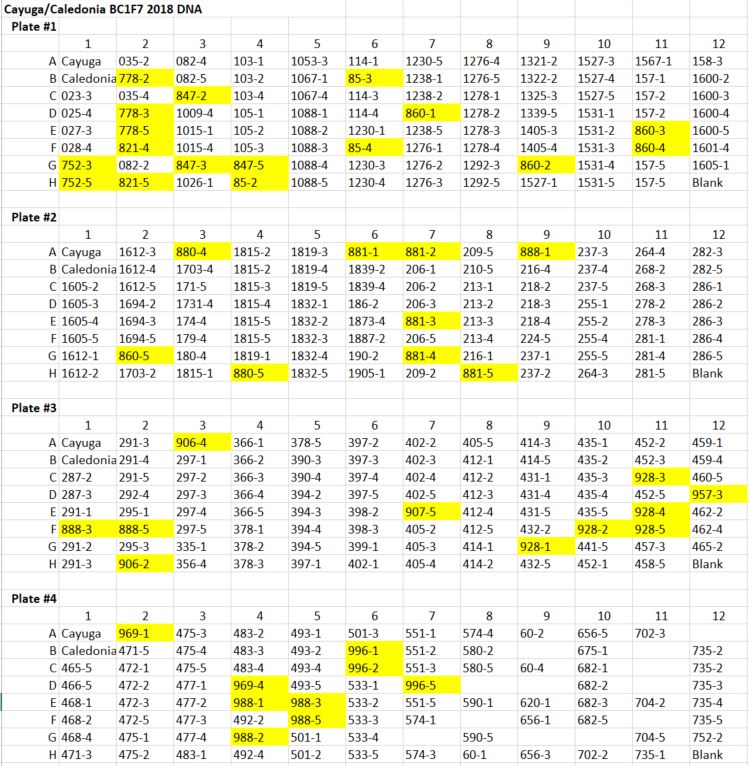 Cayuga/Caledonia BC1F7 2018 DNA
Plate #1
1 2 3 4 5 6 7 8 9 10 11 12
A Cayuga 035-2 082-4 103-1 1053-3 114-1 1230-5 1276-4 1321-2 1527-3 1567-1 158-3
B Caledonia 778-2 082-5 103-2 1067-1 85-3 1238-1 1276-5 1322-2 1527-4 157-1 1600-2
C 023-3 035-4 847-2 103-4 1067-4 114-3 1238-2 1278-1 1325-3 1527-5 157-2 1600-3
D 025-4 778-3 1009-4 105-1 1088-1 114-4 860-1 1278-2 1339-5 1531-1 157-2 1600-4
E 027-3 778-5 1015-1 105-2 1088-2 1230-1 1238-5 1278-3 1405-3 1531-2 860-3 1600-5
F 028-4 821-4 1015-4 105-3 1088-3 85-4 1276-1 1278-4 1405-4 1531-3 860-4 1601-4
G 752-3 082-2 847-3 847-5 1088-4 1230-3 1276-2 1292-3 860-2 1531-4 157-5 1605-1
H 752-5 821-5 1026-1 85-2 1088-5 1230-4 1276-3 1292-5 1527-1 1531-5 157-5 Blank
Plate #2
1 2 3 4 5 6 7 8 9 10 11 12
A Cayuga 1612-3 880-4 1815-2 1819-3 881-1 881-2 209-5 888-1 237-3 264-4 282-3
B Caledonia 1612-4 1703-4 1815-2 1819-4 1839-2 206-1 210-5 216-4 237-4 268-2 282-5
C 1605-2 1612-5 171-5 1815-3 1819-5 1839-4 206-2 213-1 218-2 237-5 268-3 286-1
D 1605-3 1694-2 1731-4 1815-4 1832-1 186-2 206-3 213-2 218-3 255-1 278-2 286-2
E 1605-4 1694-3 174-4 1815-5 1832-2 1873-4 881-3 213-3 218-4 255-2 278-3 286-3
F 1605-5 1694-5 179-4 1815-5 1832-3 1887-2 206-5 213-4 224-5 255-4 281-1 286-4
G 1612-1 860-5 180-4 1819-1 1832-4 190-2 881-4 216-1 237-1 255-5 281-4 286-5
H 1612-2 1703-2 1815-1 880-5 1832-5 1905-1 209-2 881-5 237-2 264-3 281-5 Blank
Plate #3
1 2 3 4 5 6 7 8 9 10 11 12
A Cayuga 291-3 906-4 366-1 378-5 397-2 402-2 405-5 414-3 435-1 452-2 459-1
B Caledonia 291-4 297-1 366-2 390-3 397-3 402-3 412-1 414-5 435-2 452-3 459-4
C 287-2 291-5 297-2 366-3 390-4 397-4 402-4 412-2 431-1 435-3 928-3 460-5
D 287-3 292-4 297-3 366-4 394-2 397-5 402-5 412-3 431-4 435-4 452-5 957-3
E 291-1 295-1 297-4 366-5 394-3 398-2 907-5 412-4 431-5 435-5 928-4 462-2
F 888-3 888-5 297-5 378-1 394-4 398-3 405-2 412-5 432-2 928-2 928-5 462-4
G 291-2 295-3 335-1 378-2 394-5 399-1 405-3 414-1 928-1 441-5 457-3 465-2
H 291-3 906-2 356-4 378-3 397-1 402-1 405-4 414-2 432-5 452-1 458-5 Blank
Plate #4
1 2 3 4 5 6 7 8 9 10 11 12
A Cayuga 969-1 475-3 483-2 493-1 501-3 551-1 574-4 60-2 656-5 702-3
B Caledonia 471-5 475-4 483-3 493-2 996-1 551-2 580-2 675-1 735-2
C 465-5 472-1 475-5 483-4 493-4 996-2 551-3 580-5 60-4 682-1 735-2
D 466-5 472-2 477-1 969-4 493-5 533-1 996-5 682-2 735-3
E 468-1 472-3 477-2 988-1 988-3 533-2 551-5 590-1 620-1 682-3 704-2 735-4
F 468-2 472-5 477-3 492-2 988-5 533-3 574-1 656-1 682-5 735-5
G 468-4 475-1 477-4 988-2 501-1 533-4 590-5 704-5 752-2
H 471-3 475-2 483-1 492-4 501-2 533-5 574-3 60-1 656-3 702-2 735-1 Blank